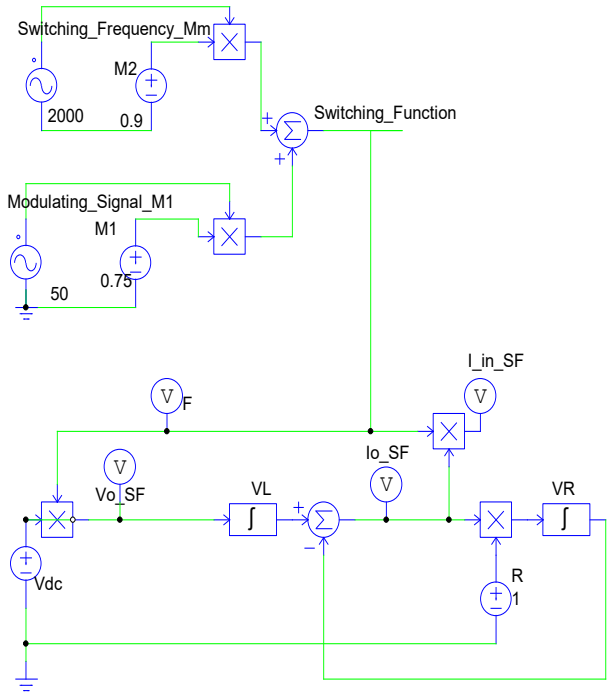 Switching_Frequency_Mm
M2
2000
0.9
Switching_Function
Modulating_Signal_M1
M1
0.75
50
I_in_SF
V
V
F
Io_SF
V
V
Vo_SF
VL
VR
∫
∫
Vdc
R
1